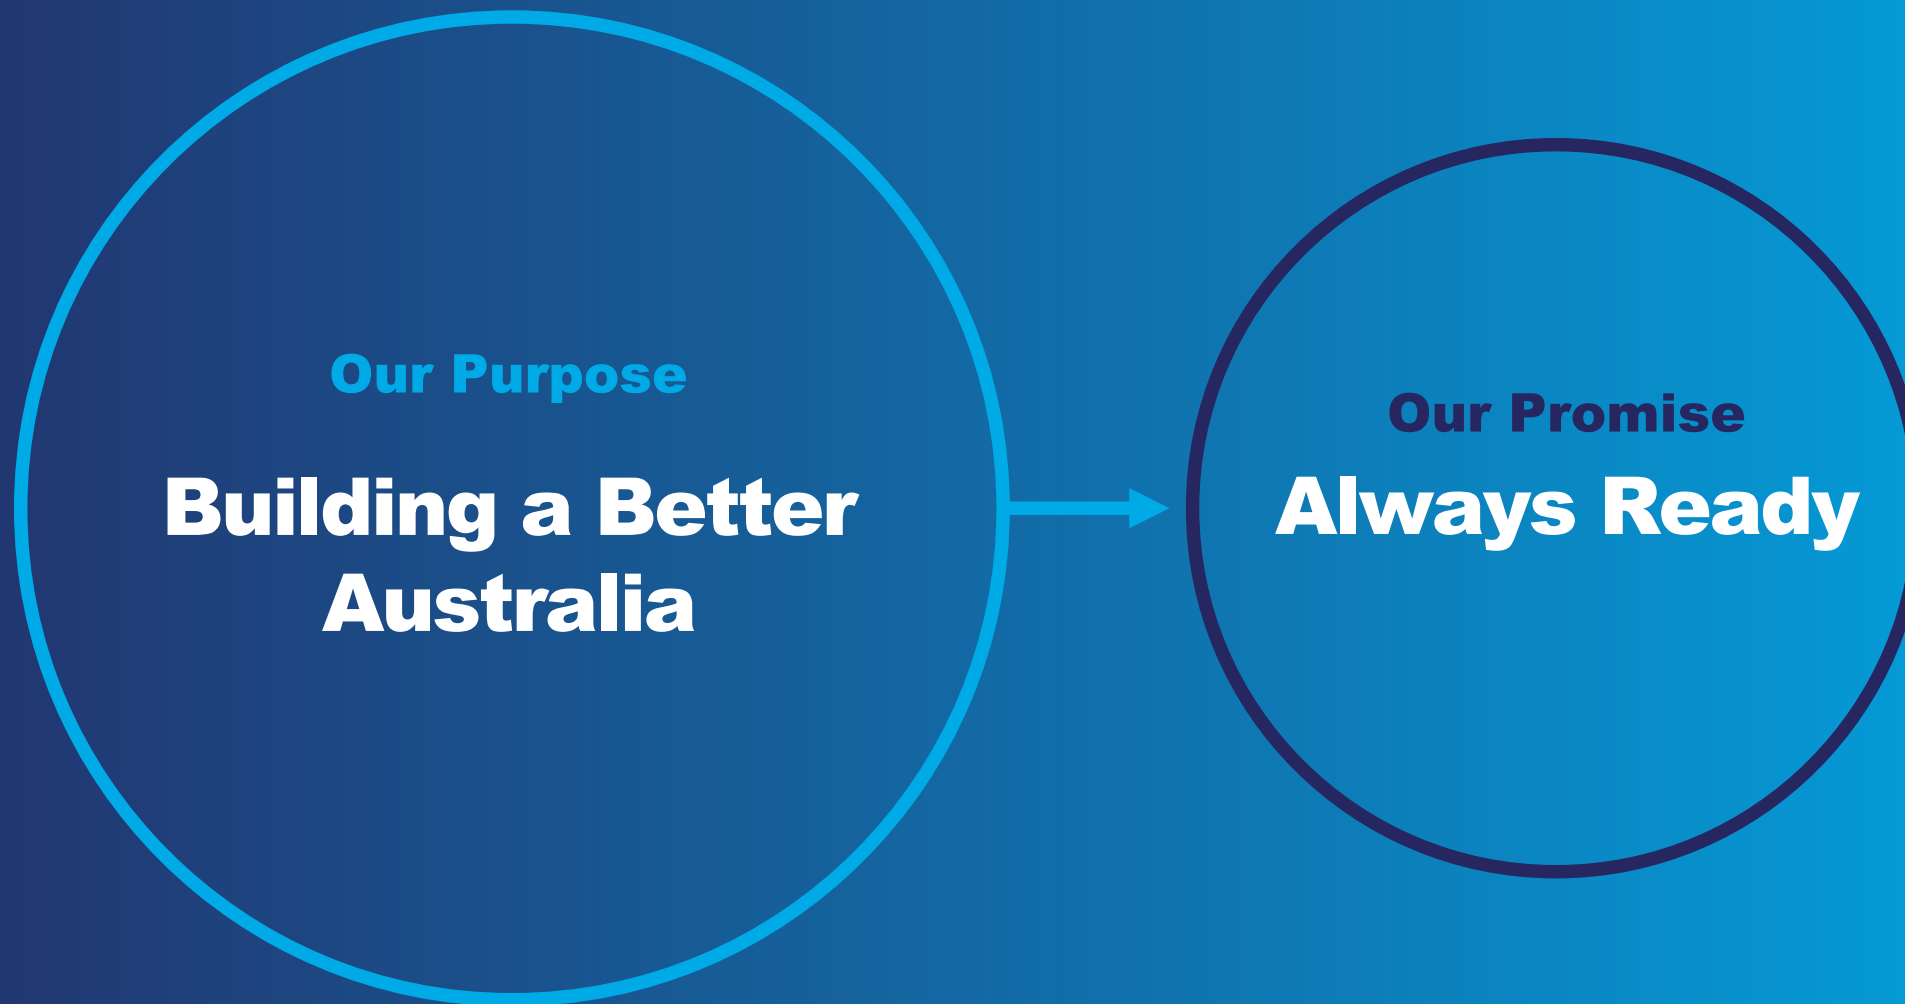 Our Purpose
Building a Better
Australia
Our Promise
Always Ready